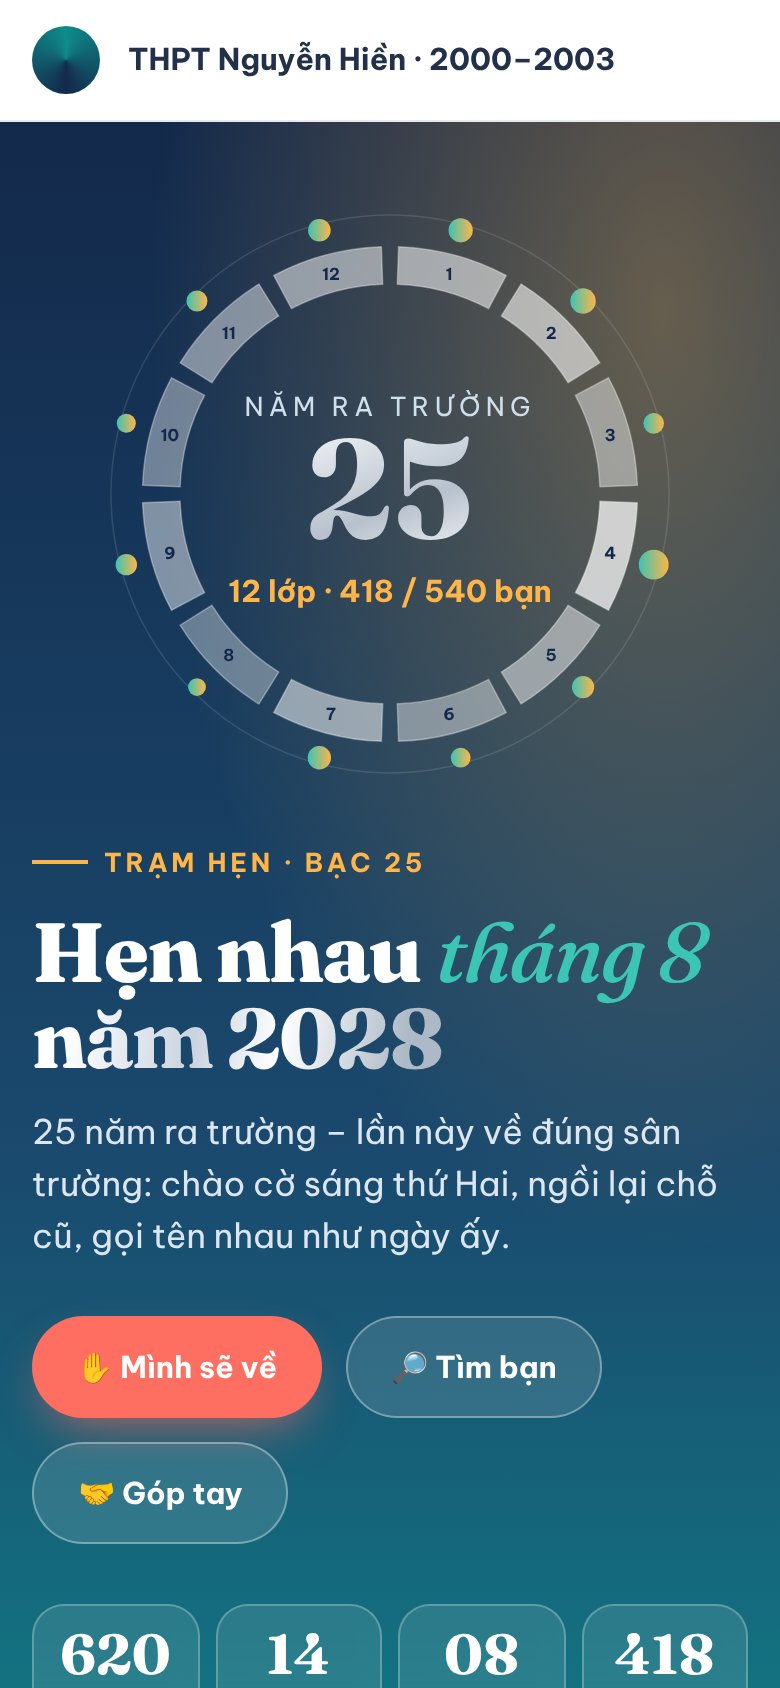 THPT Nguyễn Hiền · 2000–2003
12
1
11
2
10
3
NĂM RA TRƯỜNG
25
12 lớp · 418 / 540 bạn
9
4
8
5
7
6
TRẠM HẸN · BẠC 25
Hẹn nhau tháng 8
năm 2028
25 năm ra trường – lần này về đúng sân
trường: chào cờ sáng thứ Hai, ngồi lại chỗ
cũ, gọi tên nhau như ngày ấy.
✋ Mình sẽ về
🔎 Tìm bạn
🤝 Góp tay
620 14 08 418